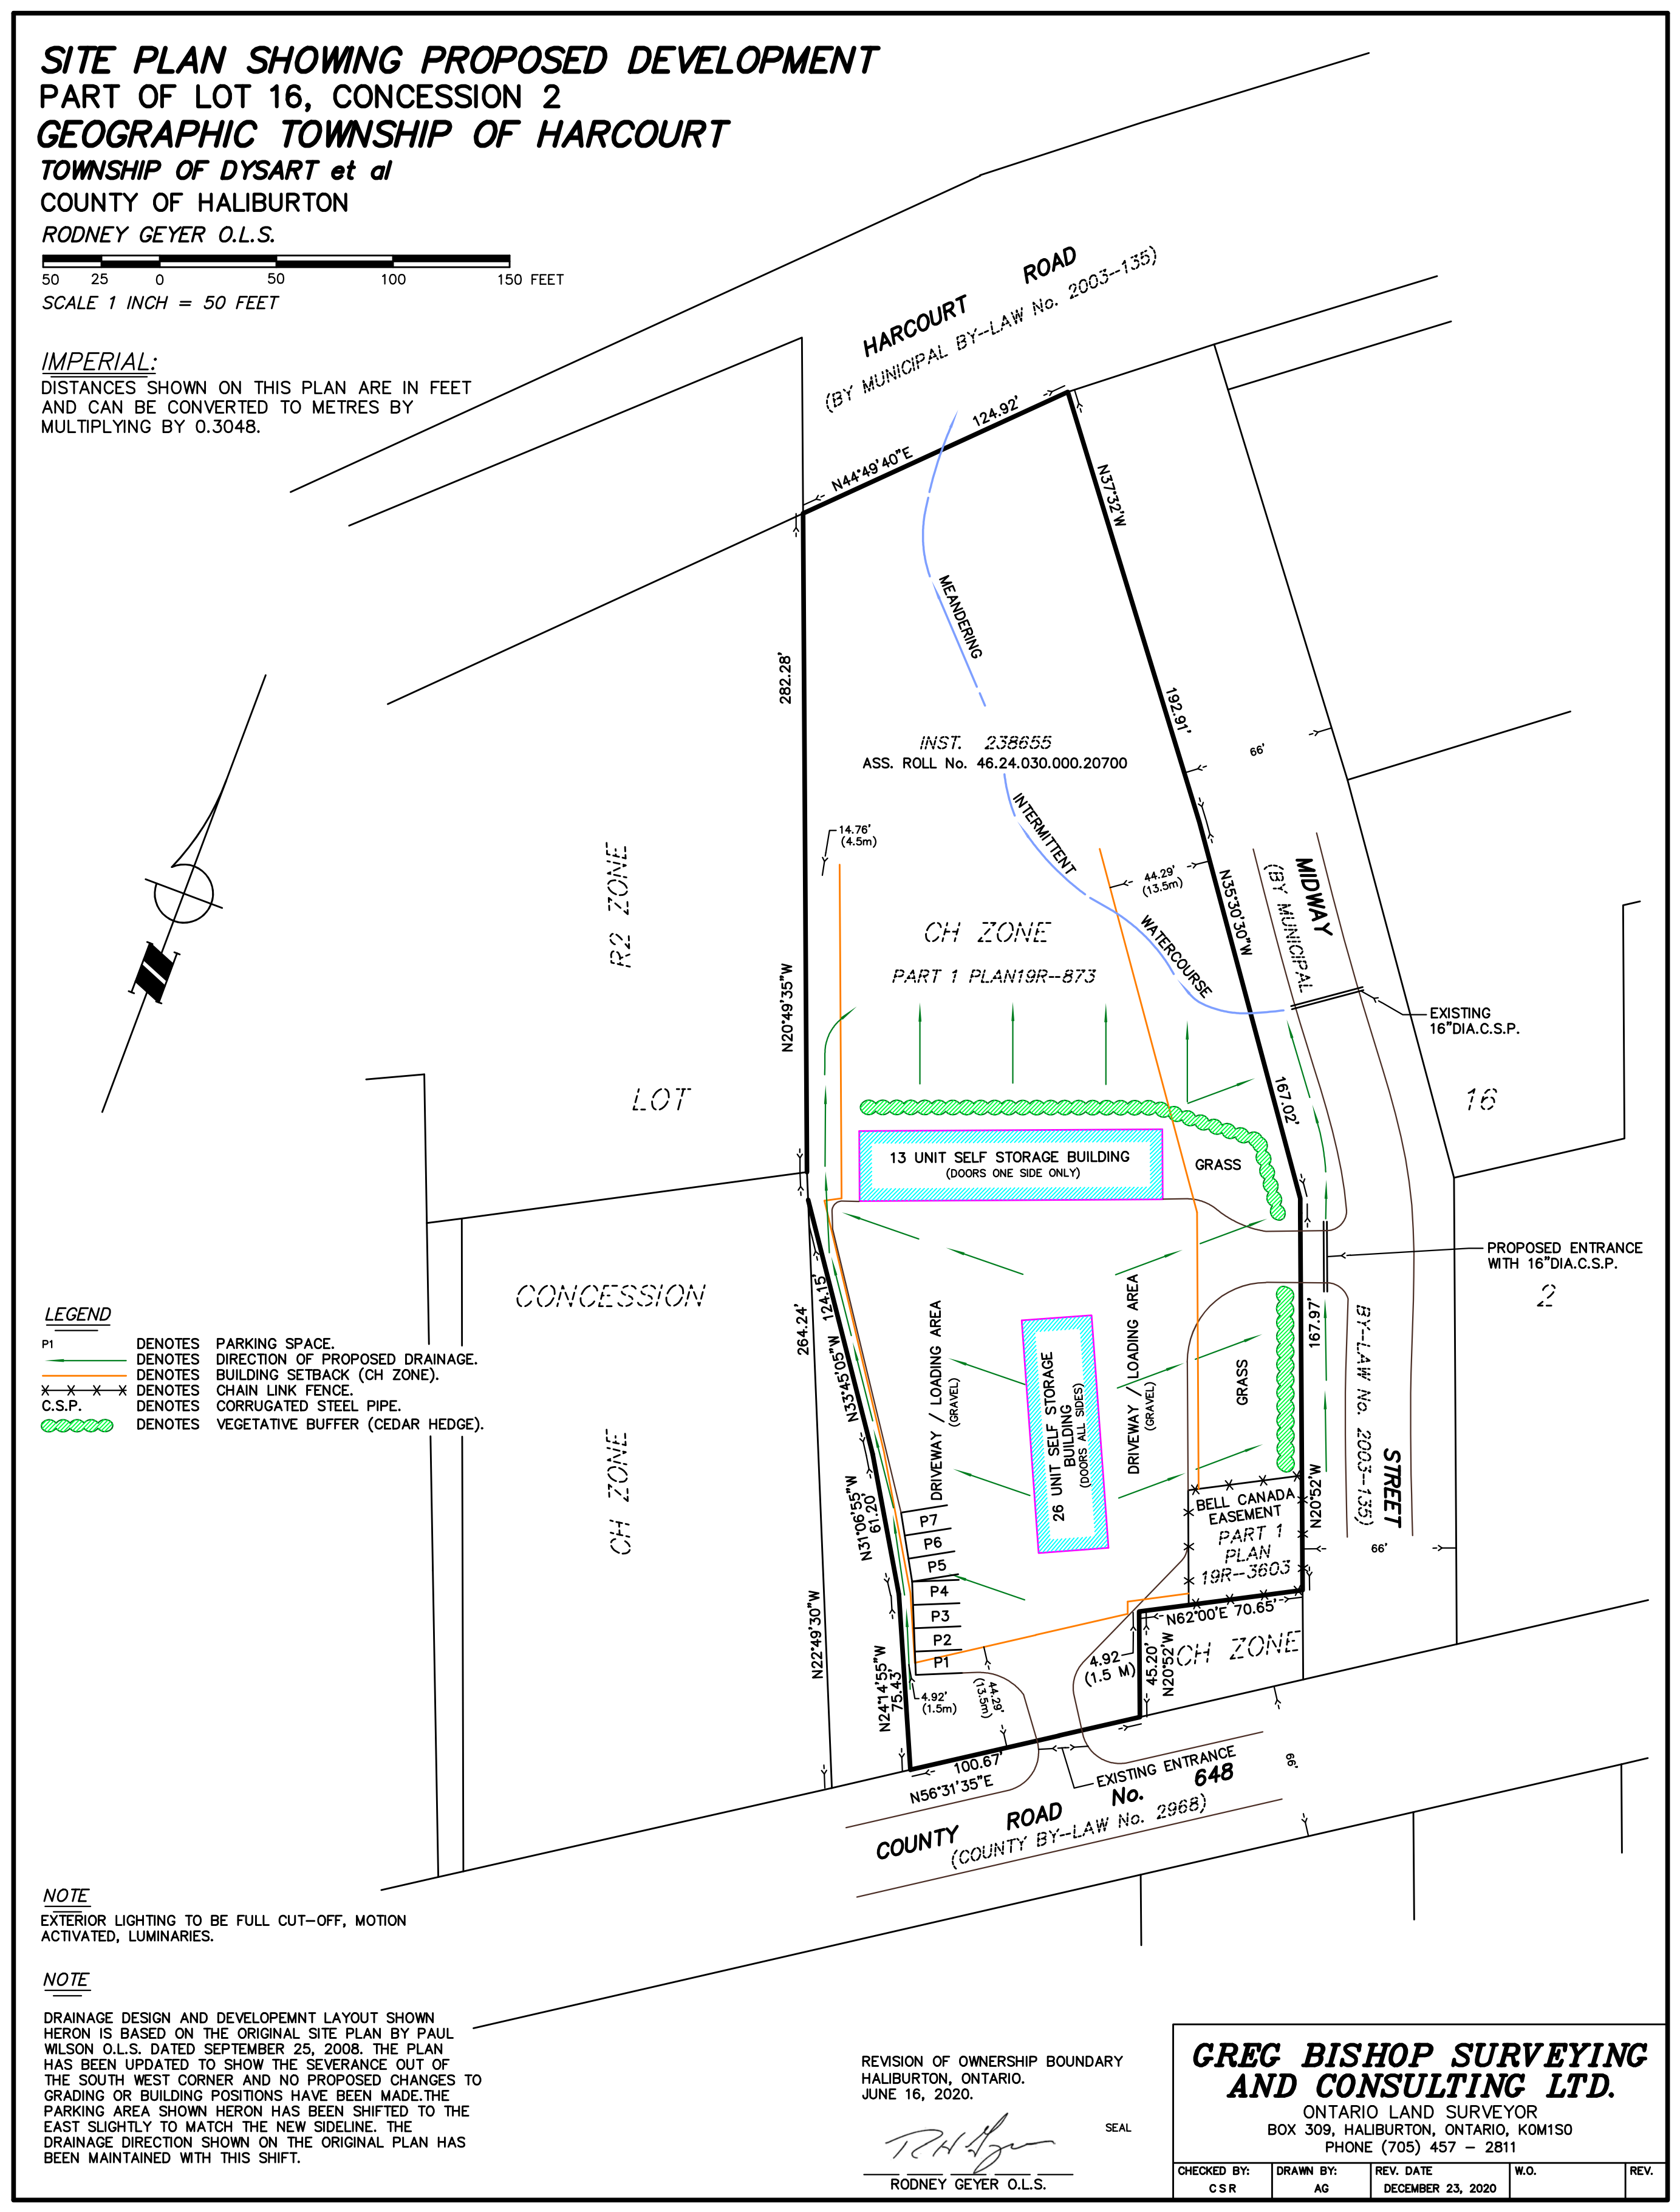 SITE PLAN SHOWING PROPOSED DEVELOPMENT
PART OF LOT 16, CONCESSION 2
GEOGRAPHIC TOWNSHIP OF HARCOURT
TOWNSHIP OF DYSART et al
COUNTY OF HALIBURTON
RODNEY GEYER O.L.S.
50 25 0 50 100 150 FEET
SCALE 1 INCH = 50 FEET
IMPERIAL:
DISTANCES SHOWN ON THIS PLAN ARE IN FEET
AND CAN BE CONVERTED TO METRES BY
MULTIPLYING BY 0.3048.
HARCOURT ROAD
(BY MUNICIPAL BY-LAW No. 2003-135)
124.92'
N44°49'40"E
N37°32'W
192.91'
282.28'
MEANDERING
INST. 238655
ASS. ROLL No. 46.24.030.000.20700
66'
INTERMITTENT
14.76'
(4.5m)
44.29'
(13.5m)
R2 ZONE
CH ZONE
PART 1 PLAN19R-873
WATERCOURSE
N35°30'30"W
MIDWAY
(BY MUNICIPAL
N20°49'35"W
EXISTING
16"DIA.C.S.P.
LOT
16
167.02'
13 UNIT SELF STORAGE BUILDING
(DOORS ONE SIDE ONLY)
GRASS
PROPOSED ENTRANCE
WITH 16"DIA.C.S.P.
CONCESSION
2
264.24'
124.15'
N33°45'05"W
DRIVEWAY / LOADING AREA
(GRAVEL)
26 UNIT SELF STORAGE
BUILDING
(DOORS ALL SIDES)
DRIVEWAY / LOADING AREA
(GRAVEL)
GRASS
167.97'
BY-LAW No. 2003-135)
STREET
LEGEND
P1 DENOTES PARKING SPACE.
DENOTES DIRECTION OF PROPOSED DRAINAGE.
DENOTES BUILDING SETBACK (CH ZONE).
DENOTES CHAIN LINK FENCE.
C.S.P. DENOTES CORRUGATED STEEL PIPE.
DENOTES VEGETATIVE BUFFER (CEDAR HEDGE).
CH ZONE
N31°06'55"W
61.20'
N20°52'W
BELL CANADA
EASEMENT
PART 1
PLAN
19R-3603
66'
P7
P6
P5
P4
P3
P2
P1
N62°00'E 70.65'
CH ZONE
N22°49'30"W
N24°14'55"W
75.43'
4.92'
(1.5m)
44.29'
(13.5m)
4.92
(1.5 M)
45.20'
N20°52'W
100.67'
N56°31'35"E
EXISTING ENTRANCE
66'
COUNTY ROAD No. 648
(COUNTY BY-LAW No. 2968)
NOTE
EXTERIOR LIGHTING TO BE FULL CUT-OFF, MOTION
ACTIVATED, LUMINARIES.
NOTE
DRAINAGE DESIGN AND DEVELOPEMNT LAYOUT SHOWN
HERON IS BASED ON THE ORIGINAL SITE PLAN BY PAUL
WILSON O.L.S. DATED SEPTEMBER 25, 2008. THE PLAN
HAS BEEN UPDATED TO SHOW THE SEVERANCE OUT OF
THE SOUTH WEST CORNER AND NO PROPOSED CHANGES TO
GRADING OR BUILDING POSITIONS HAVE BEEN MADE.THE
PARKING AREA SHOWN HERON HAS BEEN SHIFTED TO THE
EAST SLIGHTLY TO MATCH THE NEW SIDELINE. THE
DRAINAGE DIRECTION SHOWN ON THE ORIGINAL PLAN HAS
BEEN MAINTAINED WITH THIS SHIFT.
REVISION OF OWNERSHIP BOUNDARY
HALIBURTON, ONTARIO.
JUNE 16, 2020.
SEAL
RODNEY GEYER O.L.S.
GREG BISHOP SURVEYING
AND CONSULTING LTD.
ONTARIO LAND SURVEYOR
BOX 309, HALIBURTON, ONTARIO, K0M1S0
PHONE (705) 457 - 2811
CHECKED BY: DRAWN BY: REV. DATE W.O. REV.
C S R AG DECEMBER 23, 2020